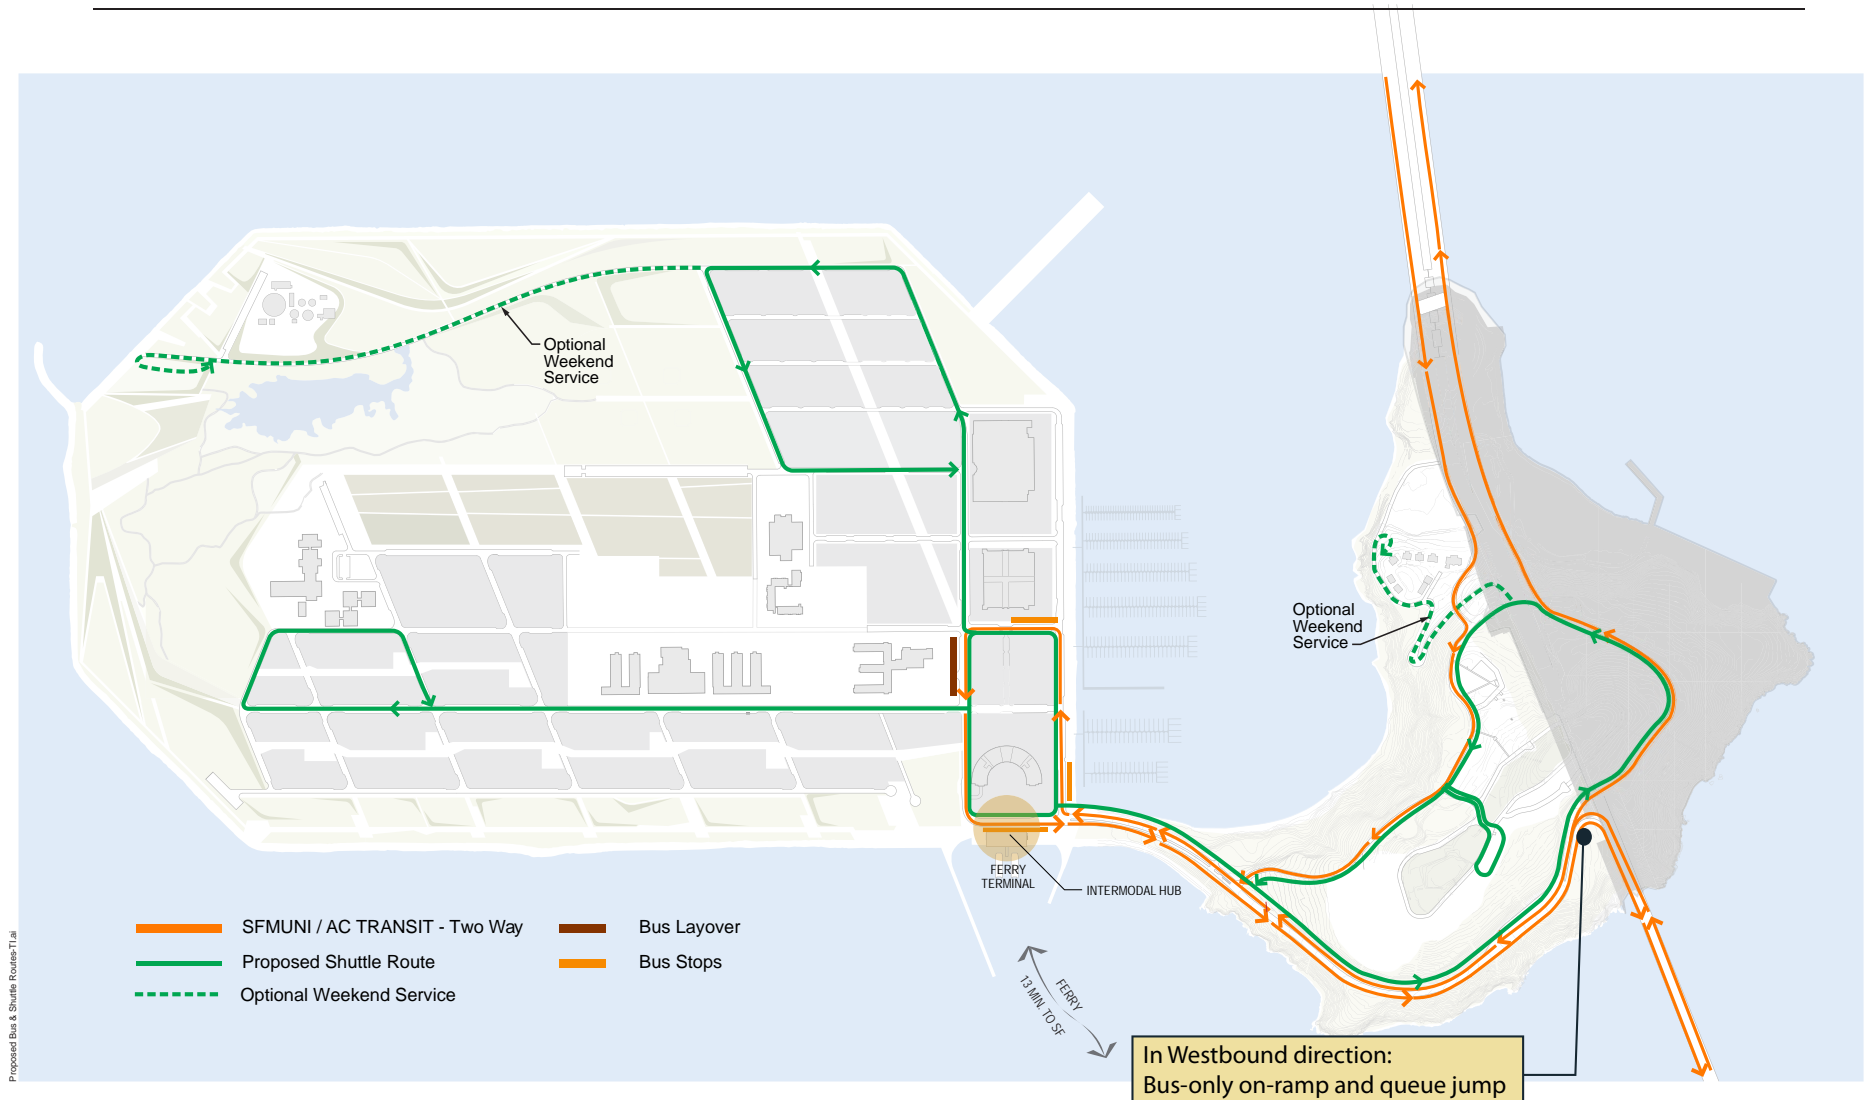 Optional
Weekend
Service
Optional
Weekend
Service
FERRY
TERMINAL
INTERMODAL HUB
SFMUNI / AC TRANSIT - Two Way
Bus Layover
Proposed Shuttle Route
Bus Stops
Optional Weekend Service
FERRY
13 MIN. TO SF
In Westbound direction:
Bus-only on-ramp and queue jump
Proposed Bus & Shuttle Routes-TI.ai